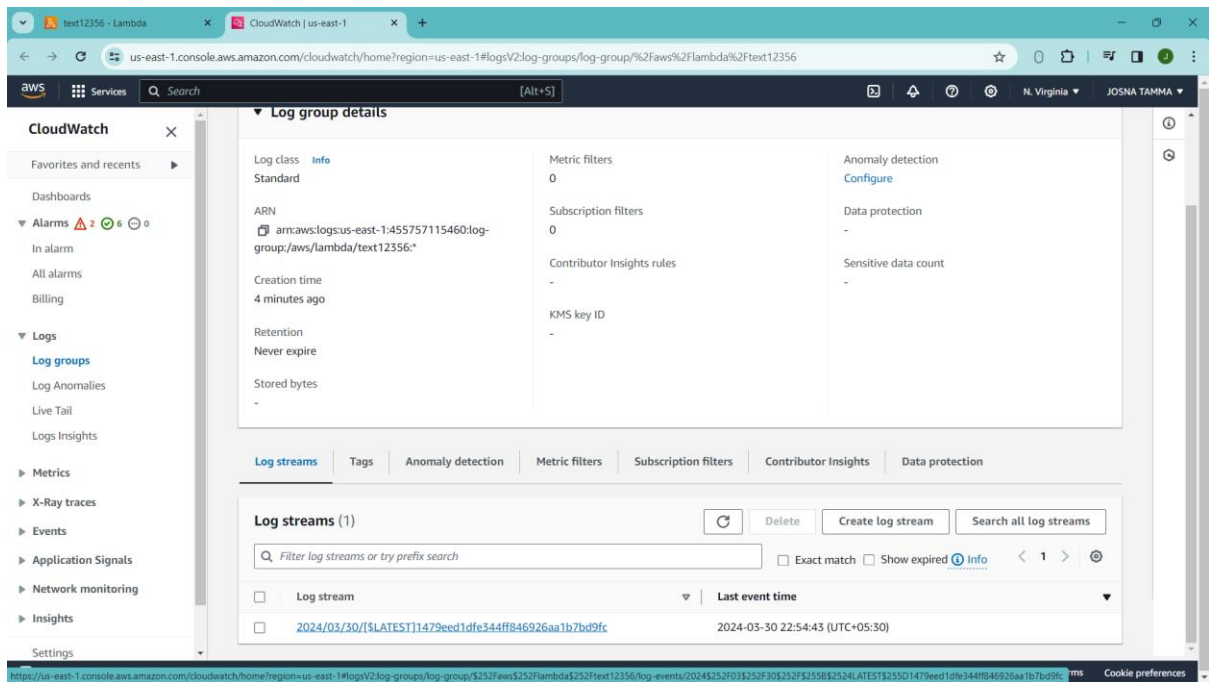 text12356 - Lambda
CloudWatch | us-east-1
us-east-1.console.aws.amazon.com/cloudwatch/home?region=us-east-1#logsV2:log-groups/log-group/%2Faws%2Flambda%2Ftext12356
J
aws
Services
Search
[Alt+S]
N. Virginia
JOSNA TAMMA
CloudWatch
Favorites and recents
Dashboards
Alarms 2 6 0
In alarm
All alarms
Billing
Logs
Log groups
Log Anomalies
Live Tail
Logs Insights
Metrics
X-Ray traces
Events
Application Signals
Network monitoring
Insights
Settings
Log group details
Log class Info
Standard
ARN
arn:aws:logs:us-east-1:455757115460:log-
group:/aws/lambda/text12356:*
Creation time
4 minutes ago
Retention
Never expire
Stored bytes
-
Metric filters
0
Subscription filters
0
Contributor Insights rules
-
KMS key ID
-
Anomaly detection
Configure
Data protection
-
Sensitive data count
-
Log streams
Tags
Anomaly detection
Metric filters
Subscription filters
Contributor Insights
Data protection
Log streams (1)
Delete
Create log stream
Search all log streams
Filter log streams or try prefix search
Exact match
Show expired
Info
1
Log stream
Last event time
2024/03/30/[$LATEST]1479eed1dfe344ff846926aa1b7bd9fc
2024-03-30 22:54:43 (UTC+05:30)
https://us-east-1.console.aws.amazon.com/cloudwatch/home?region=us-east-1#logsV2:log-groups/log-group/$252Faws$252Flambda$252Ftext12356/log-events/2024$252F03$252F30$252F$255B$2524LATEST$255D1479eed1dfe344ff846926aa1b7bd9fc
rms
Cookie preferences